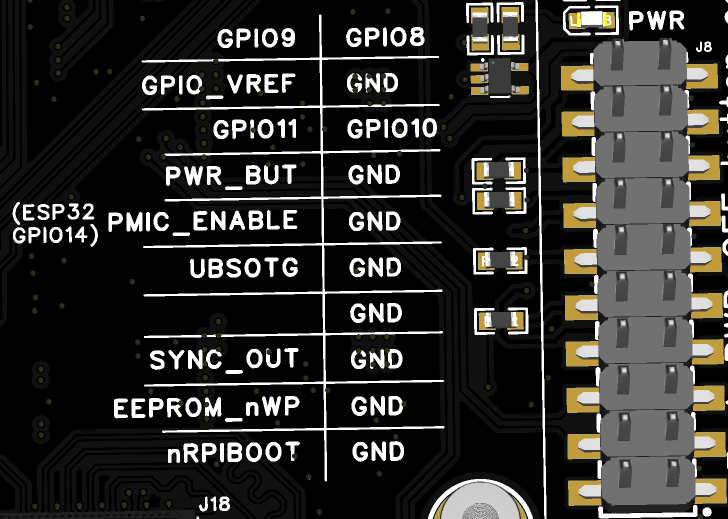 PWR
J8
GPIO9 GPIO8
GPIO_VREF GND
GPIO11 GPIO10
PWR_BUT GND
(ESP32 GPIO14) PMIC_ENABLE GND
UBSOTG GND
GND
SYNC_OUT GND
EEPROM_nWP GND
nRPIBOOT GND
J18